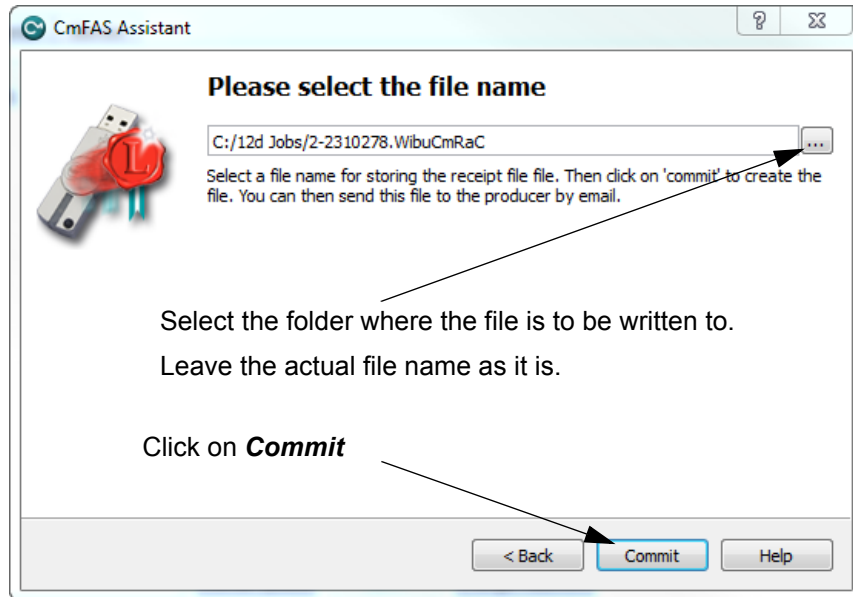 CmFAS Assistant
Please select the file name
C:/12d Jobs/2-2310278.WibuCmRaC
...
Select a file name for storing the receipt file file. Then click on 'commit' to create the
file. You can then send this file to the producer by email.
Select the folder where the file is to be written to.
Leave the actual file name as it is.
Click on Commit
< Back Commit Help